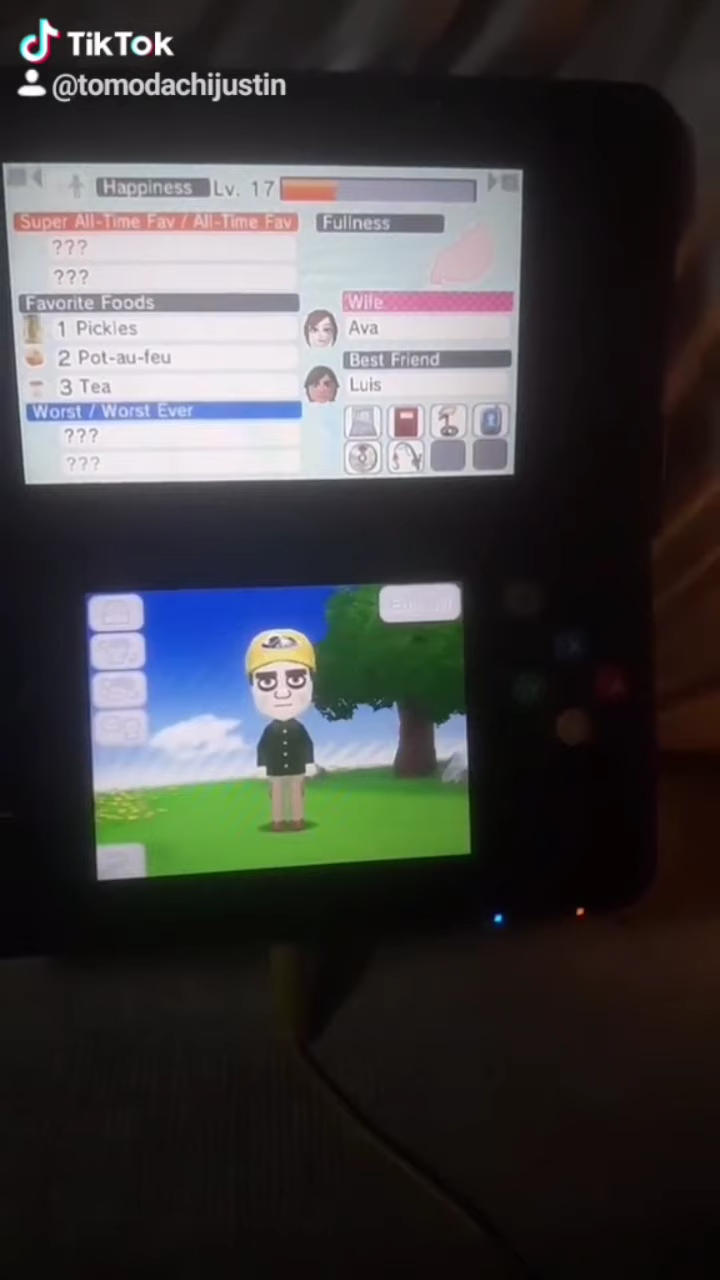 TikTok
@tomodachijustin
Happiness Lv. 17
Super All-Time Fav / All-Time Fav
Fullness
???
???
Favorite Foods
Wife
1 Pickles
Ava
2 Pot-au-feu
Best Friend
3 Tea
Luis
Worst / Worst Ever
???
???